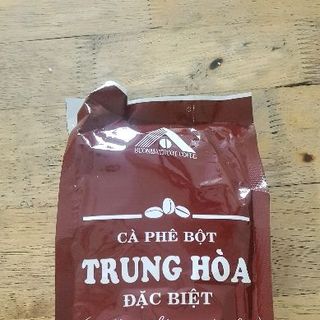 BUONMATHUOT COFFEE
CÀ PHÊ BỘT
TRUNG HÒA
ĐẶC BIỆT